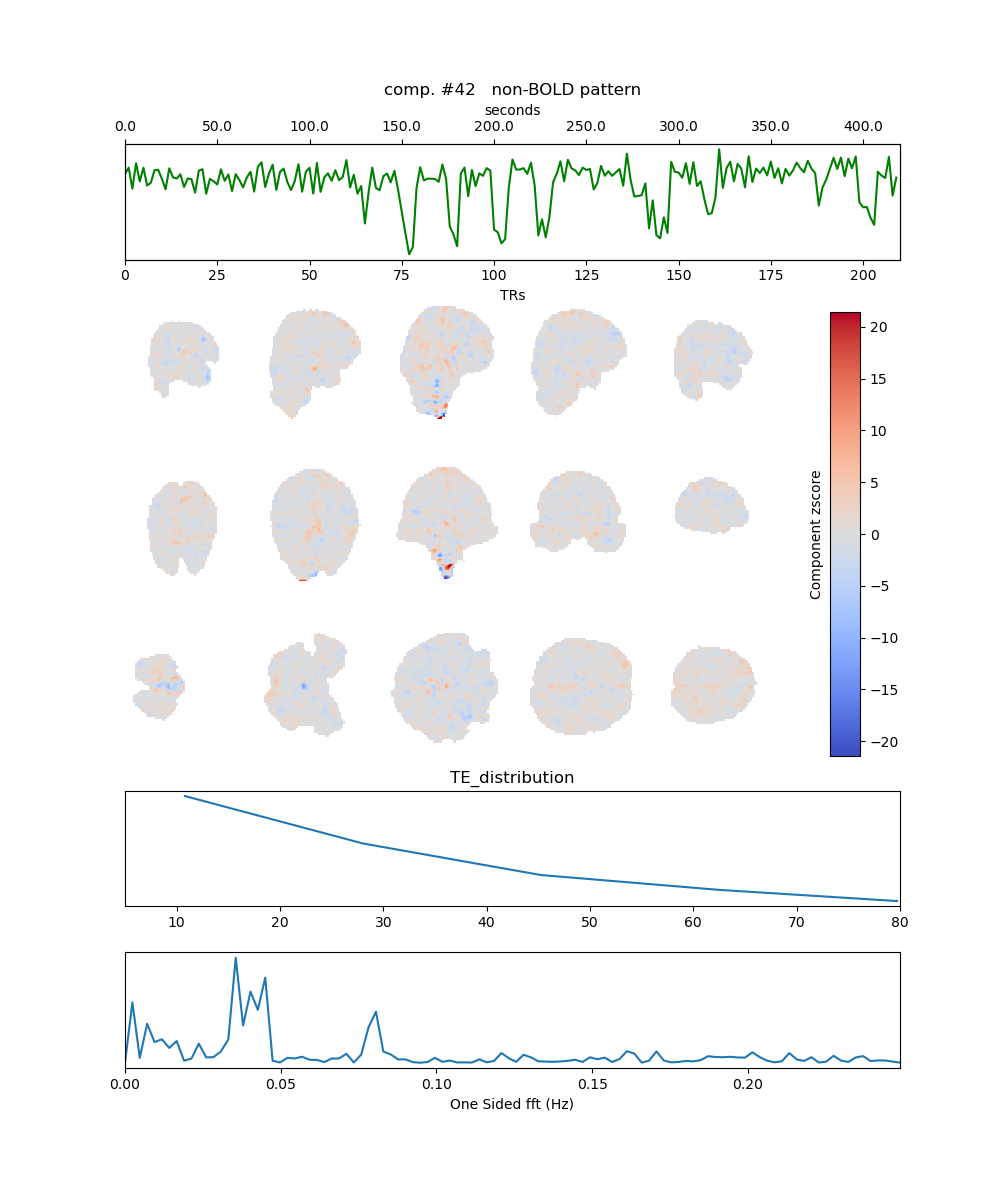 comp. #42   non-BOLD pattern
seconds
0.0 50.0 100.0 150.0 200.0 250.0 300.0 350.0 400.0
0 25 50 75 100 125 150 175 200
TRs
20
15
10
5
0
−5
−10
−15
−20
Component zscore
TE_distribution
10 20 30 40 50 60 70 80
0.00 0.05 0.10 0.15 0.20
One Sided fft (Hz)